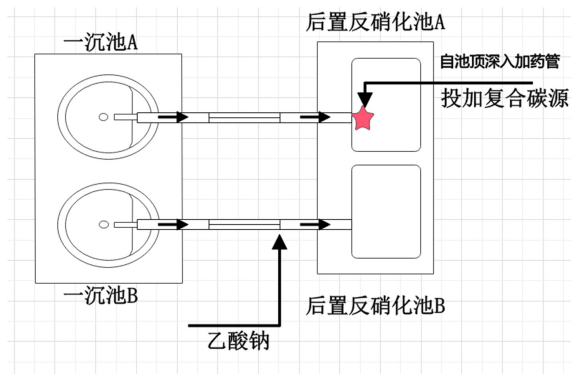 一沉池A
后置反硝化池A
自池顶深入加药管
投加复合碳源
一沉池B
后置反硝化池B
乙酸钠